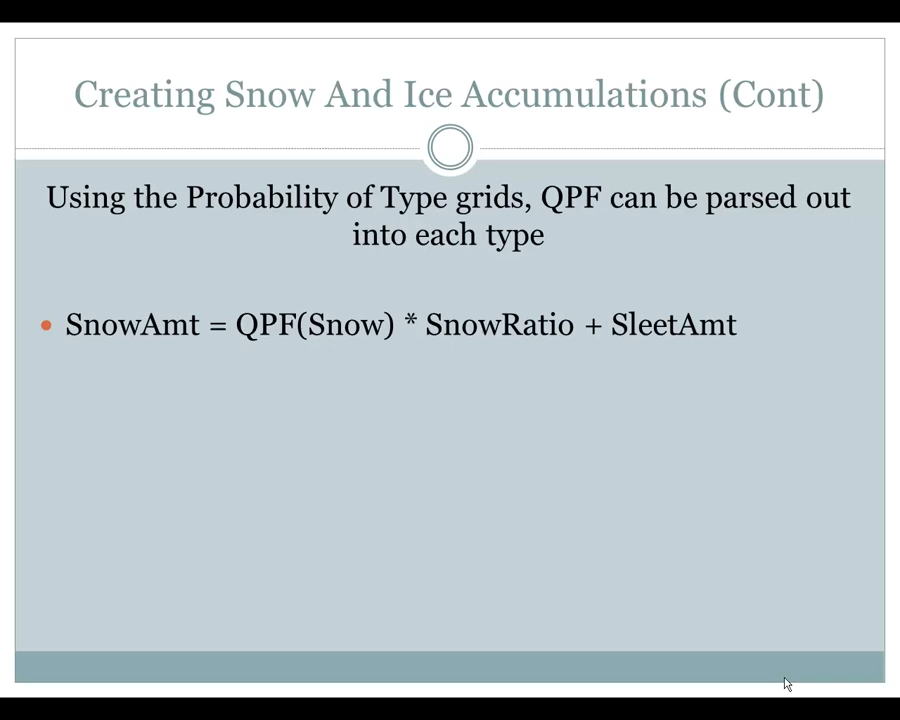 Creating Snow And Ice Accumulations (Cont)
Using the Probability of Type grids, QPF can be parsed out
into each type
• SnowAmt = QPF(Snow) * SnowRatio + SleetAmt